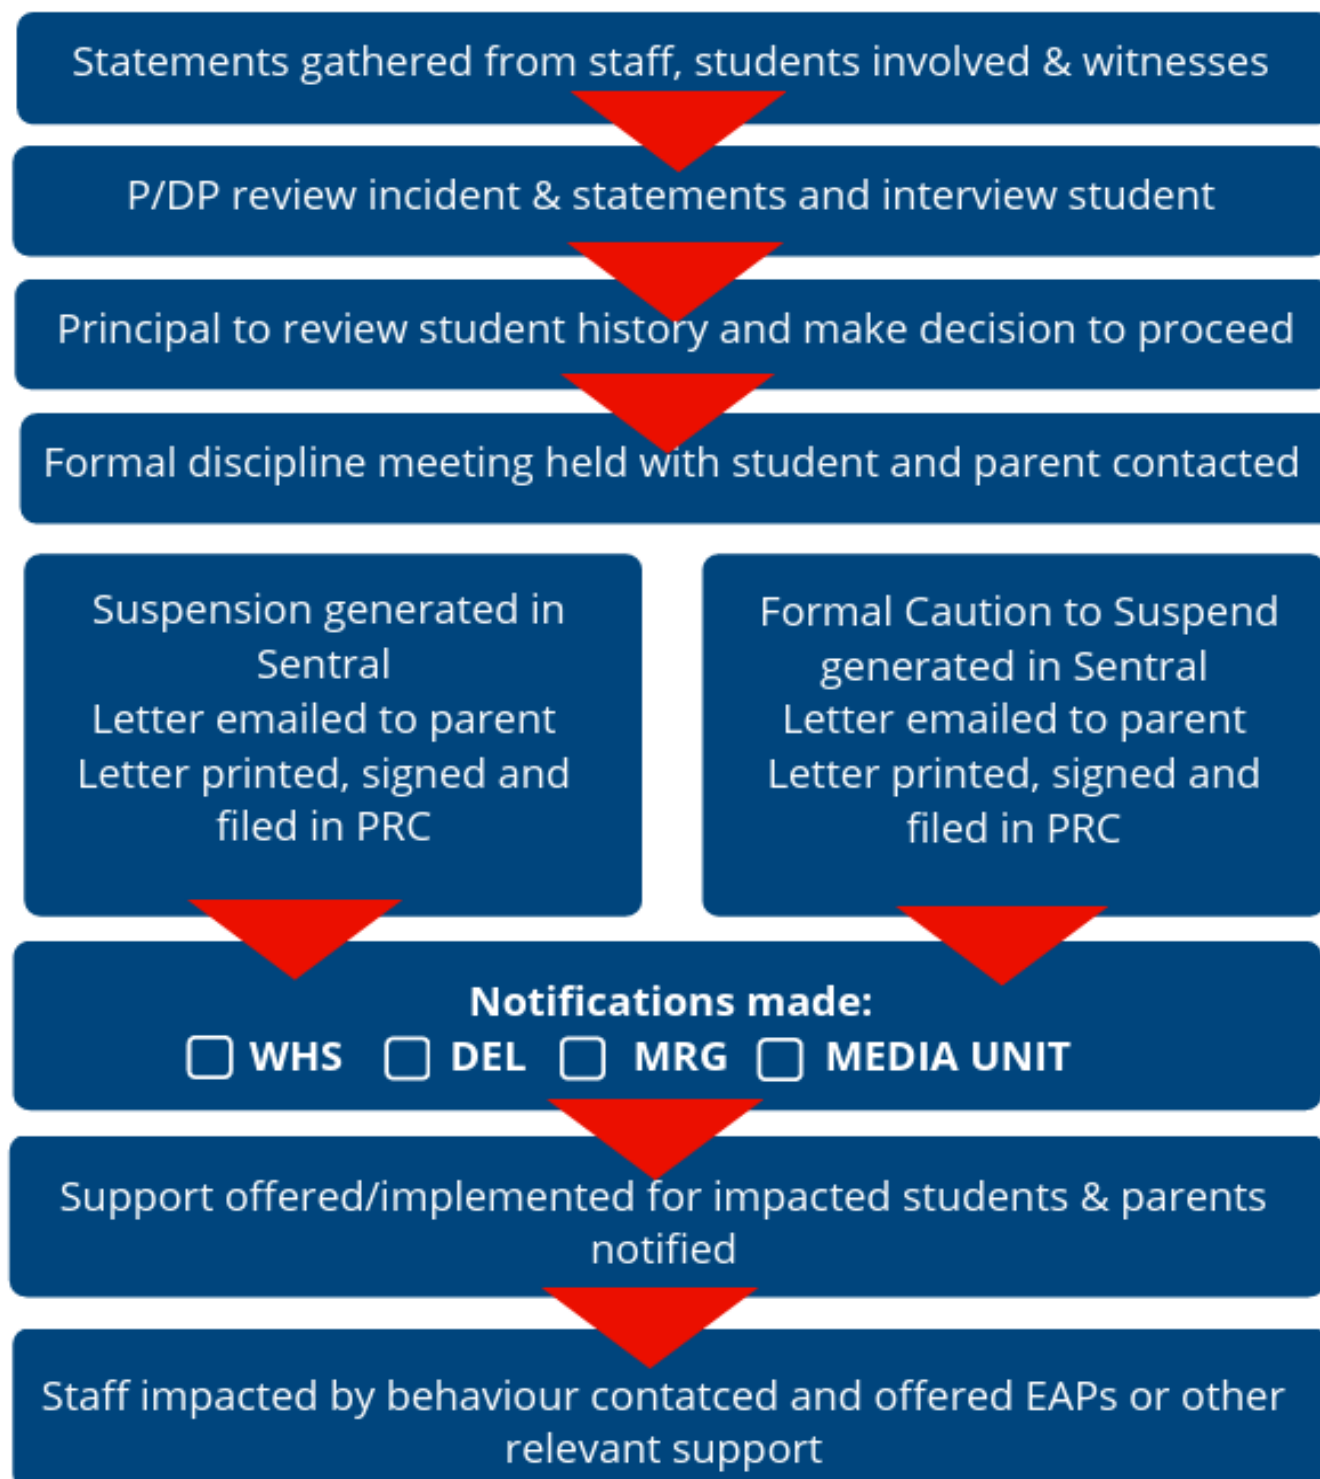 Statements gathered from staff, students involved & witnesses
P/DP review incident & statements and interview student
Principal to review student history and make decision to proceed
Formal discipline meeting held with student and parent contacted
Suspension generated in
Sentral
Letter emailed to parent
Letter printed, signed and
filed in PRC
Formal Caution to Suspend
generated in Sentral
Letter emailed to parent
Letter printed, signed and
filed in PRC
Notifications made:
WHS DEL MRG MEDIA UNIT
Support offered/implemented for impacted students & parents
notified
Staff impacted by behaviour contatced and offered EAPs or other
relevant support